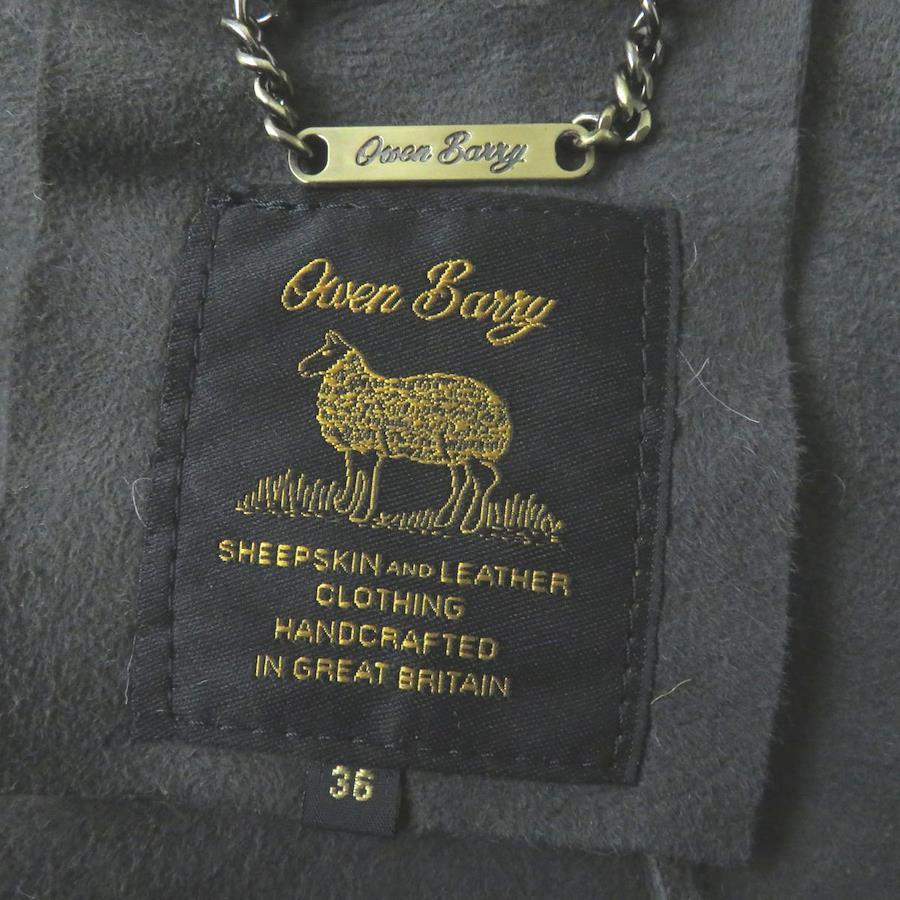 Owen Barry
Owen Barry
SHEEPSKIN AND LEATHER
CLOTHING
HANDCRAFTED
IN GREAT BRITAIN
36